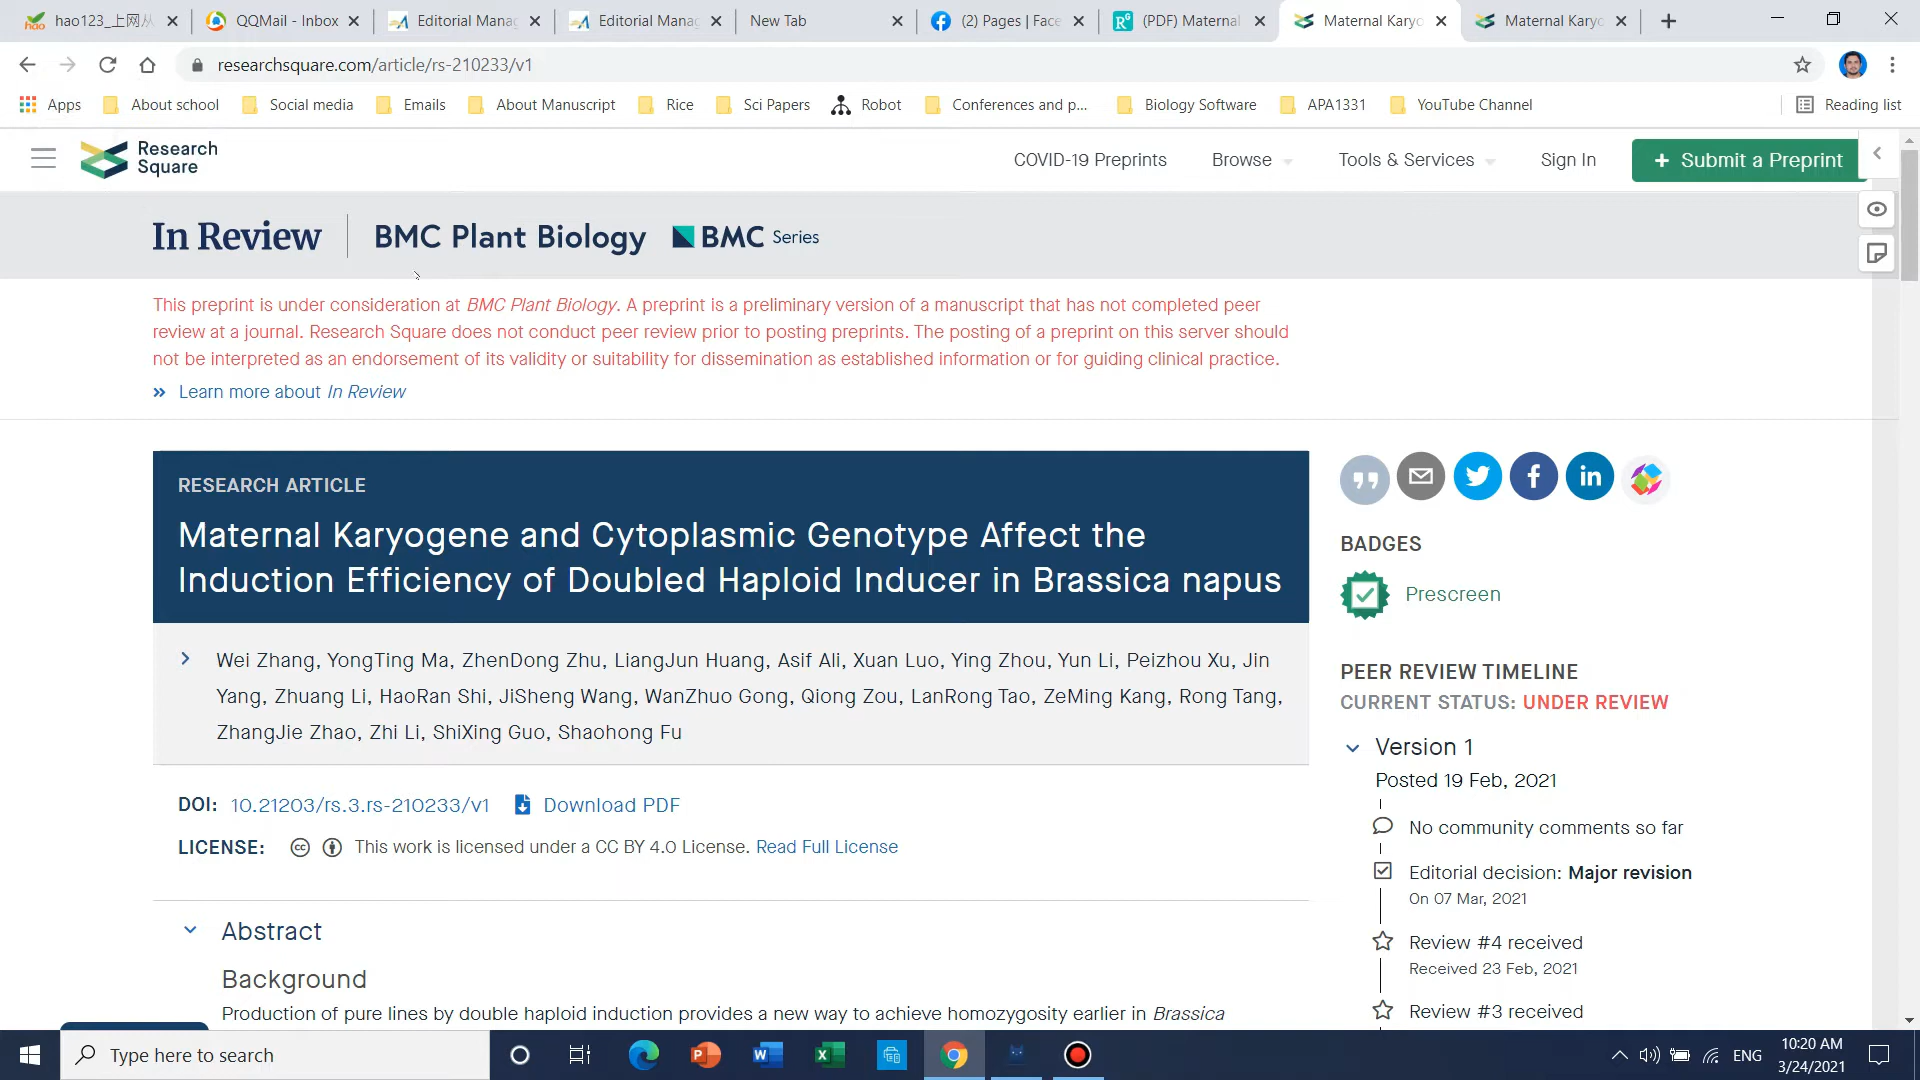 hao123_上网从
QQMail - Inbox
Editorial Manag
Editorial Manag
New Tab
(2) Pages | Face
(PDF) Maternal
Maternal Karyo
Maternal Karyo
researchsquare.com/article/rs-210233/v1
Apps
About school
Social media
Emails
About Manuscript
Rice
Sci Papers
Robot
Conferences and p...
Biology Software
APA1331
YouTube Channel
Reading list
Research
Square
COVID-19 Preprints
Browse
Tools & Services
Sign In
+ Submit a Preprint
In Review
BMC Plant Biology
BMC Series
This preprint is under consideration at BMC Plant Biology. A preprint is a preliminary version of a manuscript that has not completed peer
review at a journal. Research Square does not conduct peer review prior to posting preprints. The posting of a preprint on this server should
not be interpreted as an endorsement of its validity or suitability for dissemination as established information or for guiding clinical practice.
» Learn more about In Review
RESEARCH ARTICLE
Maternal Karyogene and Cytoplasmic Genotype Affect the
Induction Efficiency of Doubled Haploid Inducer in Brassica napus
Wei Zhang, YongTing Ma, ZhenDong Zhu, LiangJun Huang, Asif Ali, Xuan Luo, Ying Zhou, Yun Li, Peizhou Xu, Jin
Yang, Zhuang Li, HaoRan Shi, JiSheng Wang, WanZhuo Gong, Qiong Zou, LanRong Tao, ZeMing Kang, Rong Tang,
ZhangJie Zhao, Zhi Li, ShiXing Guo, Shaohong Fu
DOI: 10.21203/rs.3.rs-210233/v1 Download PDF
LICENSE: This work is licensed under a CC BY 4.0 License. Read Full License
Abstract
Background
Production of pure lines by double haploid induction provides a new way to achieve homozygosity earlier in Brassica
BADGES
Prescreen
PEER REVIEW TIMELINE
CURRENT STATUS: UNDER REVIEW
Version 1
Posted 19 Feb, 2021
No community comments so far
Editorial decision: Major revision
On 07 Mar, 2021
Review #4 received
Received 23 Feb, 2021
Review #3 received
Type here to search
ENG
10:20 AM
3/24/2021